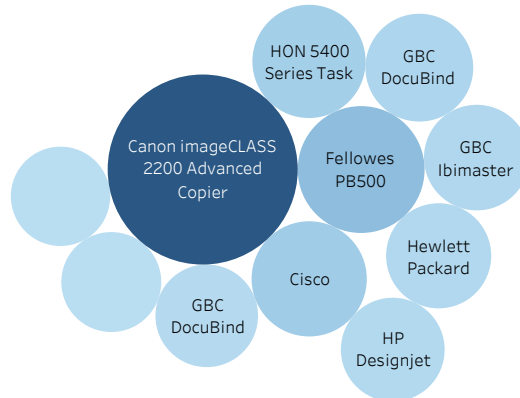 HON 5400
Series Task
GBC
DocuBind
Canon imageCLASS
2200 Advanced
Copier
Fellowes
PB500
GBC
Ibimaster
Hewlett
Packard
Cisco
GBC
DocuBind
HP
Designjet